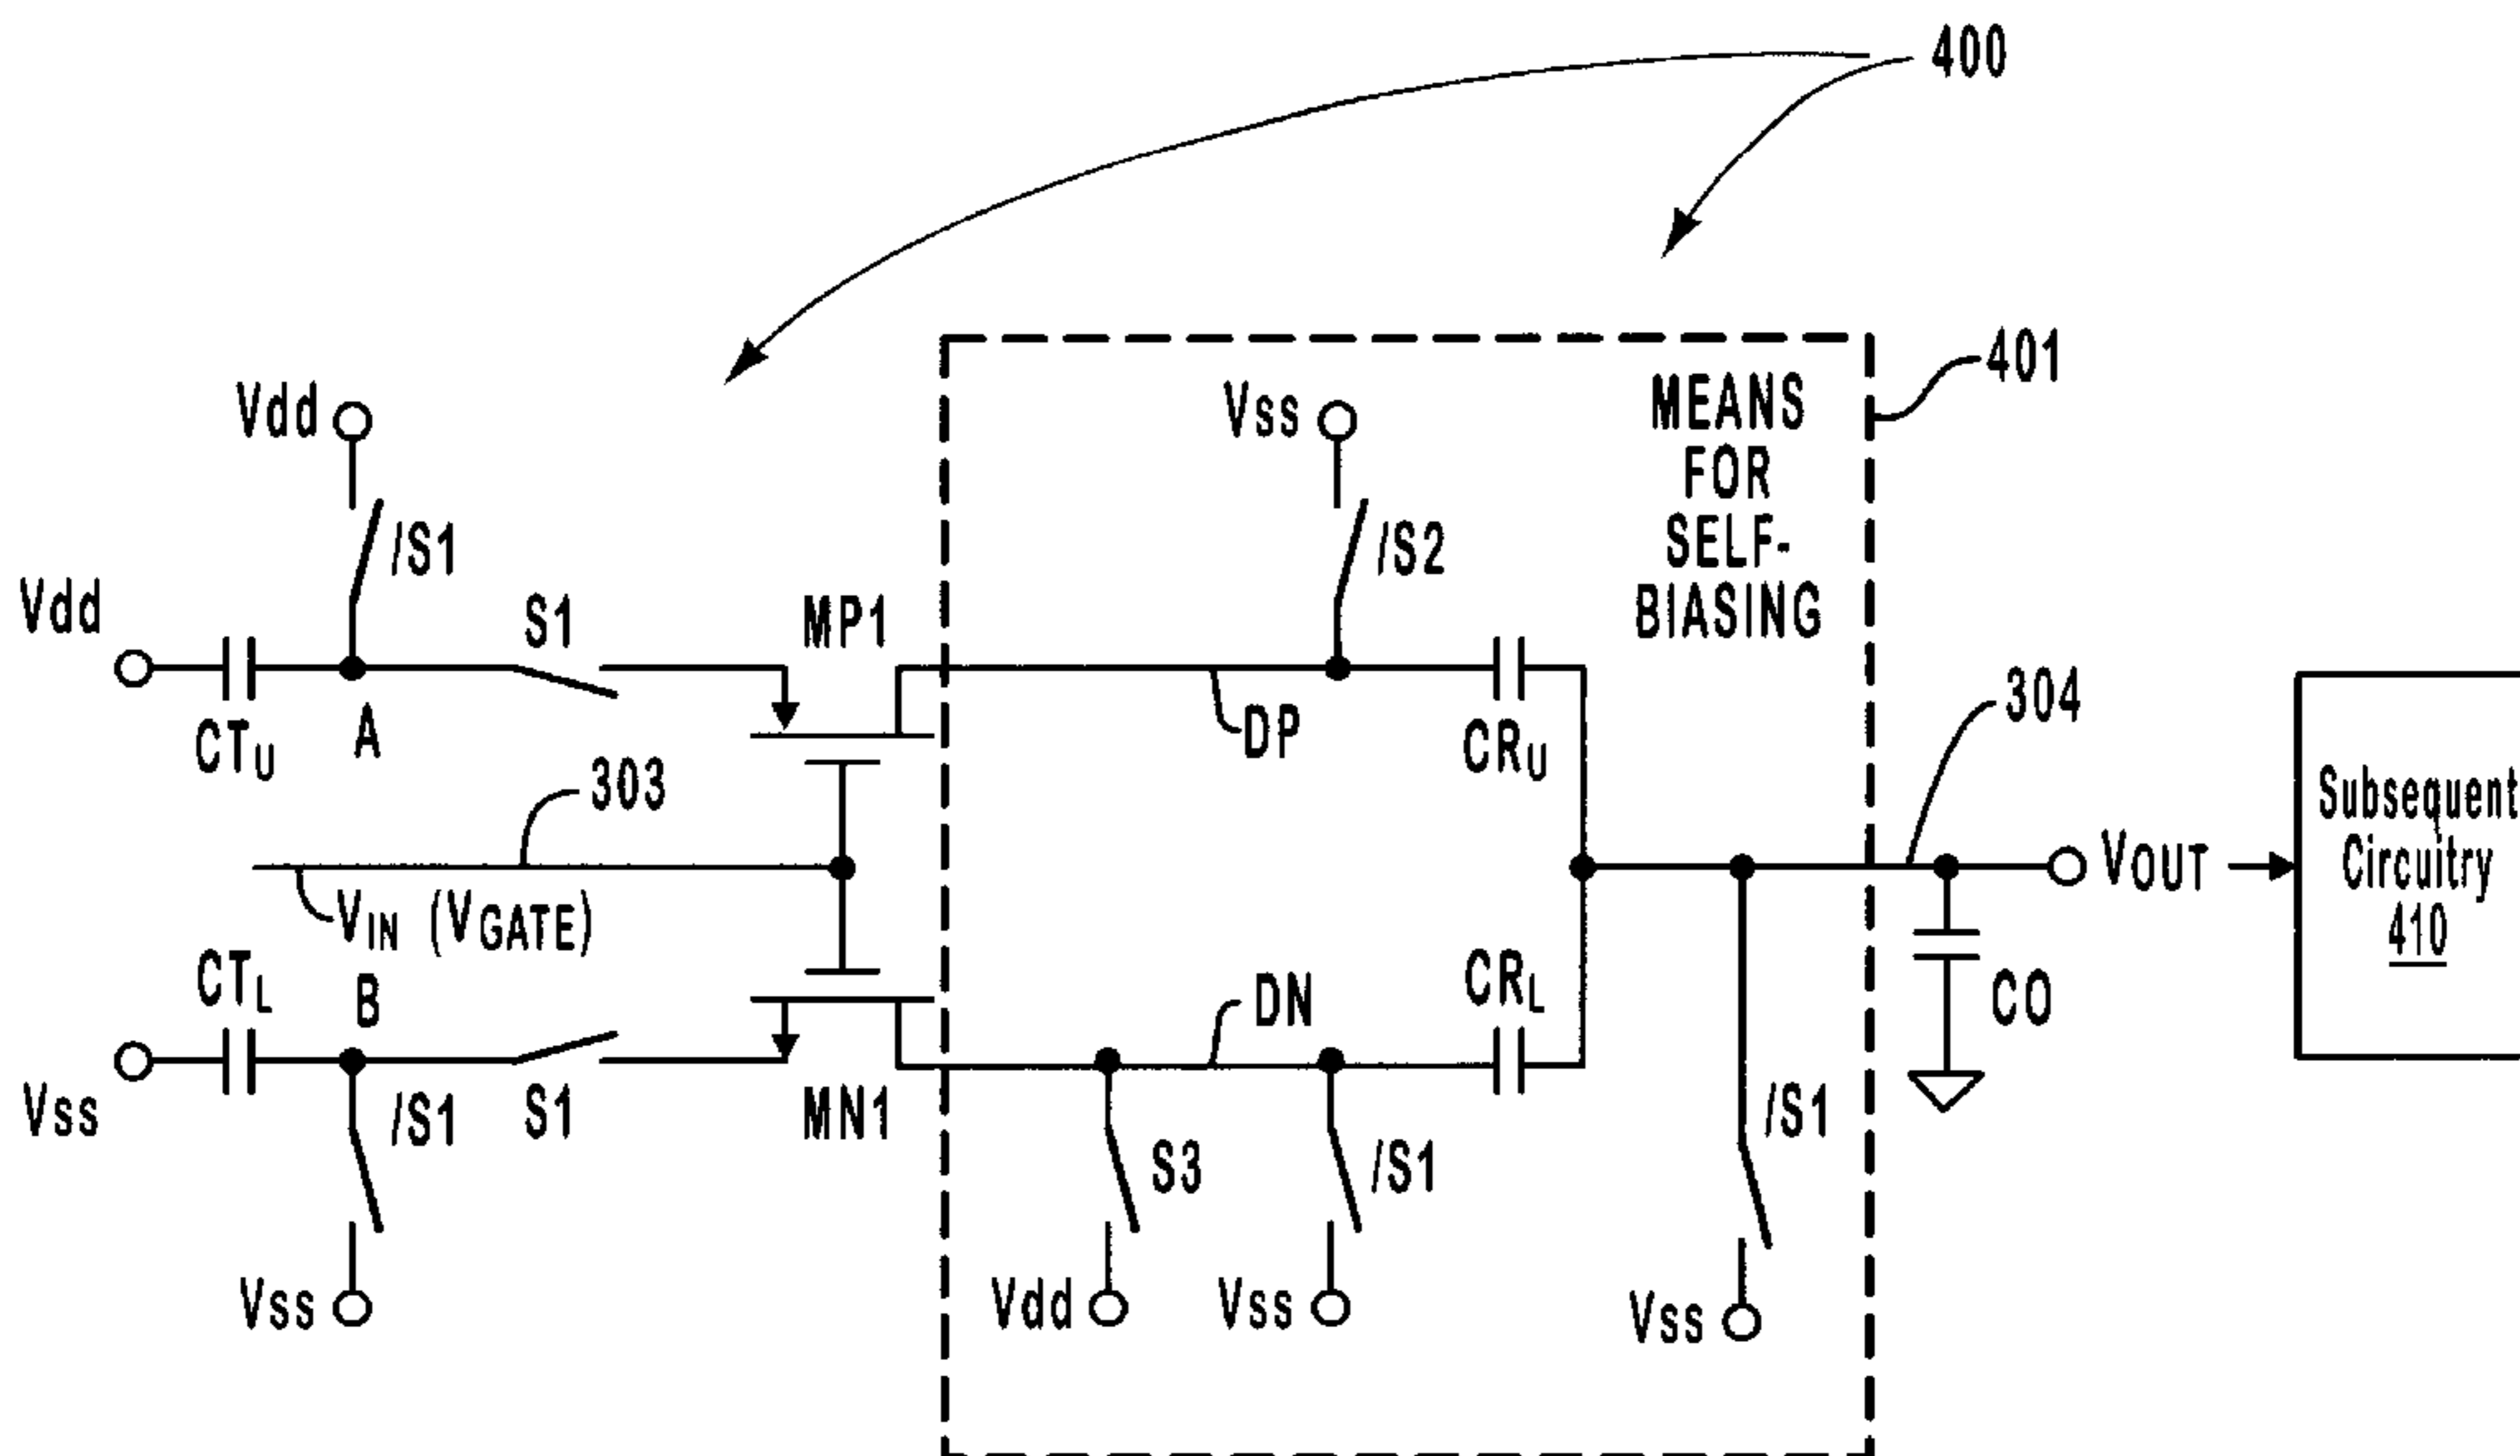 400
401
MEANS
FOR
SELF-
BIASING
Vdd
/S1
Vss
/S2
Vdd
S1
MP1
CTU
A
DP
CRU
304
303
VIN (VGATE)
VOUT
Subsequent
Circuitry
410
CTL
B
DN
CRL
CO
Vss
/S1
S1
MN1
S3
/S1
/S1
Vss
Vdd
Vss
Vss